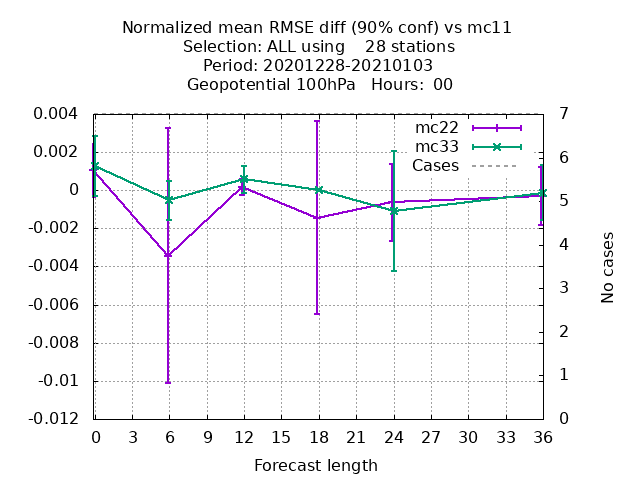 Normalized mean RMSE diff (90% conf) vs mc11
Selection: ALL using    28 stations
Period: 20201228-20210103
Geopotential 100hPa   Hours: 00
0.004
0.002
0
-0.002
-0.004
-0.006
-0.008
-0.01
-0.012
mc22
mc33
Cases
7
6
5
4
3
2
1
0
No cases
0 3 6 9 12 15 18 21 24 27 30 33 36
Forecast length